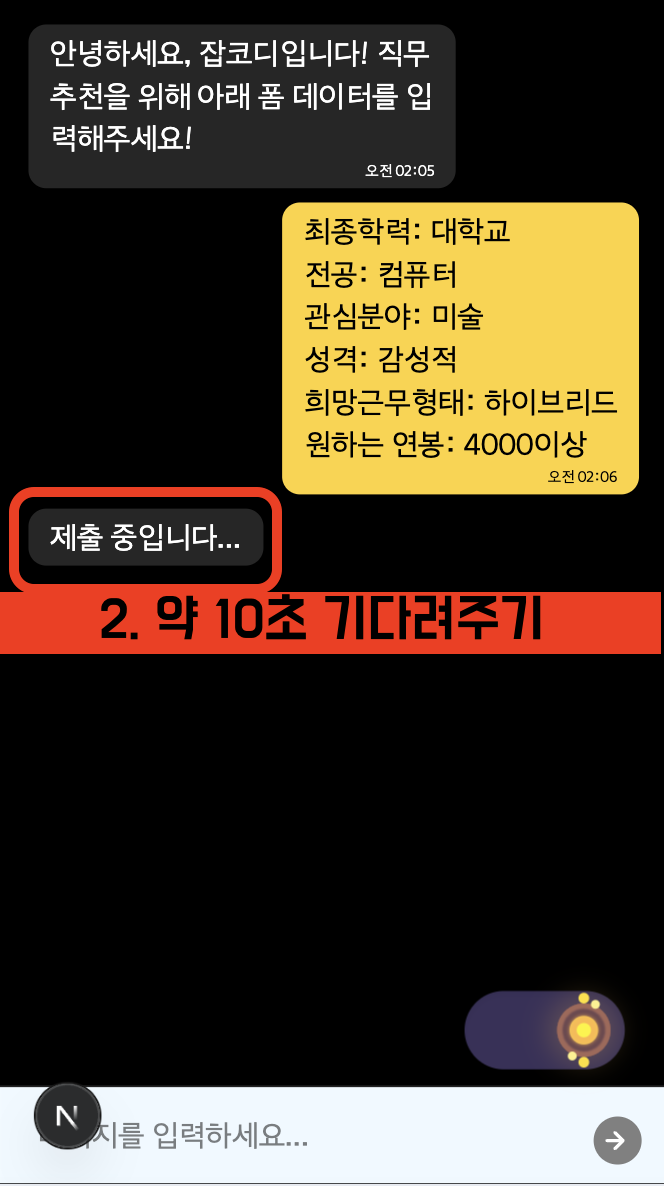 안녕하세요, 잡코디입니다! 직무
추천을 위해 아래 폼 데이터를 입
력해주세요!
오전 02:05
최종학력: 대학교
전공: 컴퓨터
관심분야: 미술
성격: 감성적
희망근무형태: 하이브리드
원하는 연봉: 4000이상
오전 02:06
제출 중입니다...
2. 약 10초 기다려주기
N
지를 입력하세요...